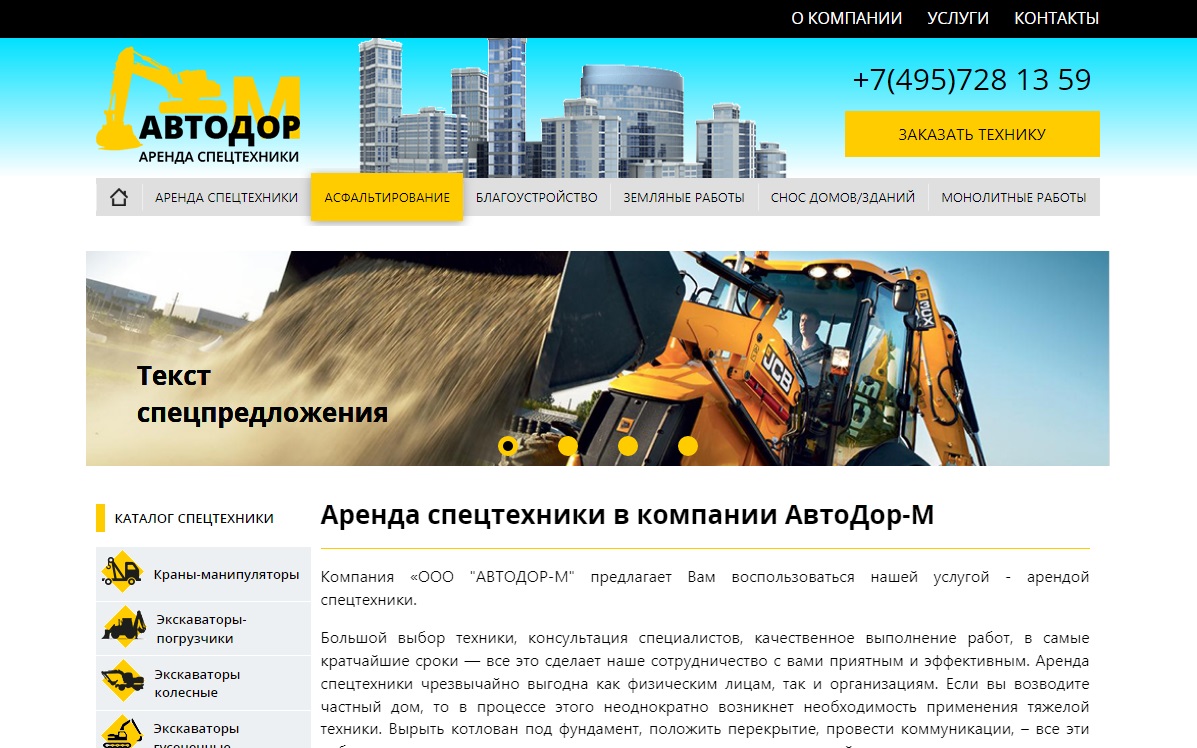 О КОМПАНИИ УСЛУГИ КОНТАКТЫ
М
АВТОДОР
АРЕНДА СПЕЦТЕХНИКИ
+7(495)728 13 59
ЗАКАЗАТЬ ТЕХНИКУ
АРЕНДА СПЕЦТЕХНИКИ АСФАЛЬТИРОВАНИЕ БЛАГОУСТРОЙСТВО ЗЕМЛЯНЫЕ РАБОТЫ СНОС ДОМОВ/ЗДАНИЙ МОНОЛИТНЫЕ РАБОТЫ
3CX
JCB
Текст
спецпредложения
КАТАЛОГ СПЕЦТЕХНИКИ
Краны-манипуляторы
Экскаваторы-
погрузчики
Экскаваторы
колесные
Экскаваторы
гусеничные
Аренда спецтехники в компании АвтоДор-М
Компания «ООО "АВТОДОР-М" предлагает Вам воспользоваться нашей услугой - арендой
спецтехники.
Большой выбор техники, консультация специалистов, качественное выполнение работ, в самые
кратчайшие сроки — все это сделает наше сотрудничество с вами приятным и эффективным. Аренда
спецтехники чрезвычайно выгодна как физическим лицам, так и организациям. Если вы возводите
частный дом, то в процессе этого неоднократно возникнет необходимость применения тяжелой
техники. Вырыть котлован под фундамент, положить перекрытие, провести коммуникации, – все эти